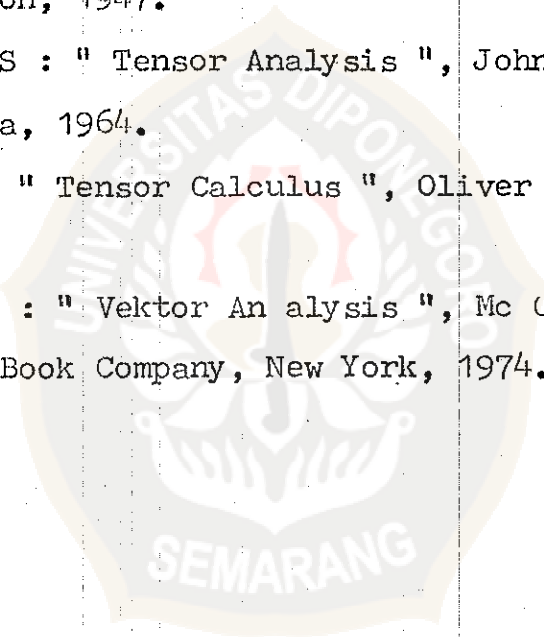 on, 1947.
S : " Tensor Analysis ", John
a, 1964.
" Tensor Calculus ", Oliver
: " Vektor An alysis ", Mc
Book Company, New York, 1974.
UNIVERSITAS DIPONEGORO
SEMARANG